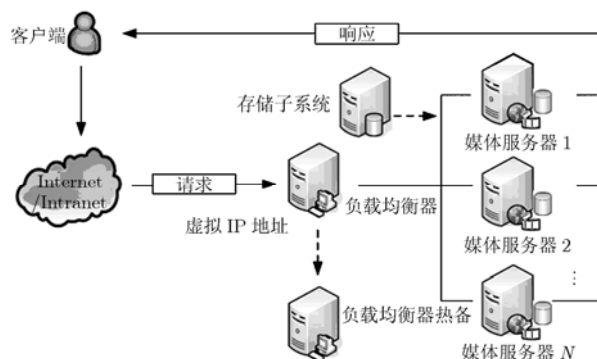 客户端
响应
存储子系统
媒体服务器 1
Internet
/Intranet
请求
虚拟 IP 地址
负载均衡器
媒体服务器 2
⋮
负载均衡器热备
媒体服务器 N